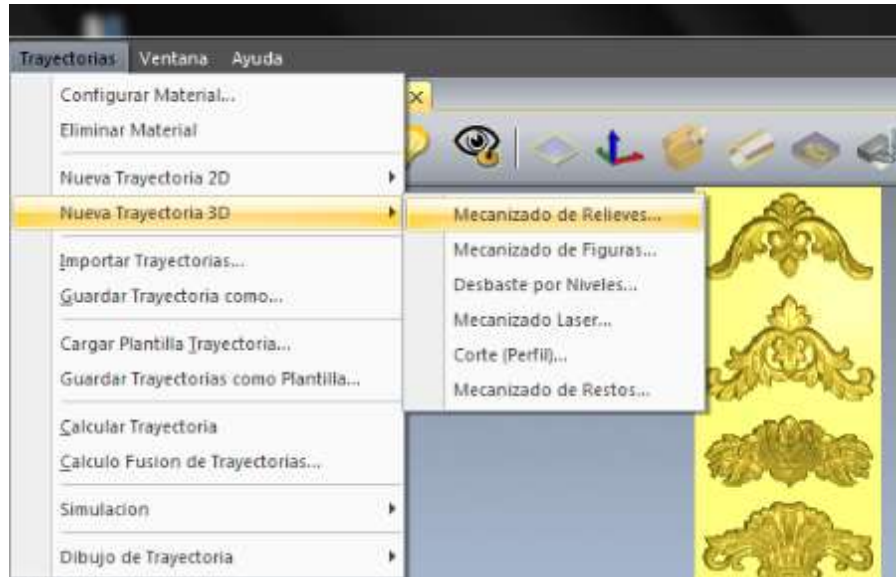 Trayectorias Ventana Ayuda
Configurar Material...
Eliminar Material
Nueva Trayectoria 2D
Nueva Trayectoria 3D
Importar Trayectorias...
Guardar Trayectoria como...
Cargar Plantilla Trayectoria...
Guardar Trayectorias como Plantilla...
Calcular Trayectoria
Calculo Fusion de Trayectorias...
Simulacion
Dibujo de Trayectoria
Mecanizado de Relieves...
Mecanizado de Figuras...
Desbaste por Niveles...
Mecanizado Laser...
Corte (Perfil)...
Mecanizado de Restos...